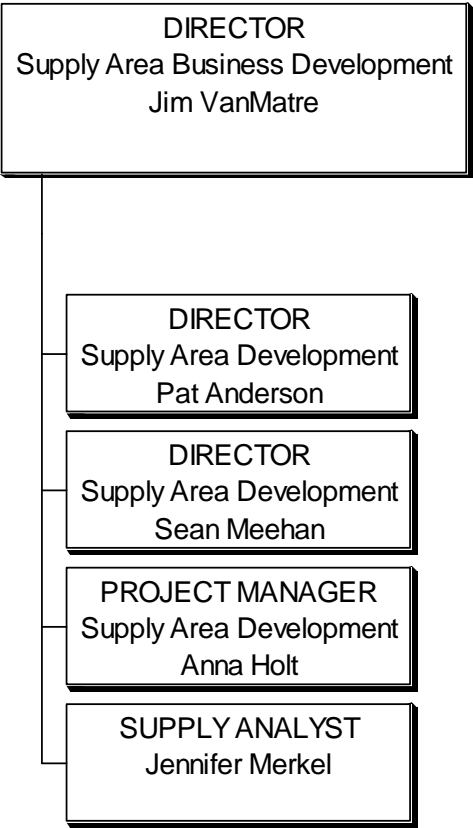 DIRECTOR
Supply Area Business Development
Jim VanMatre
DIRECTOR
Supply Area Development
Pat Anderson
DIRECTOR
Supply Area Development
Sean Meehan
PROJECT MANAGER
Supply Area Development
Anna Holt
SUPPLY ANALYST
Jennifer Merkel